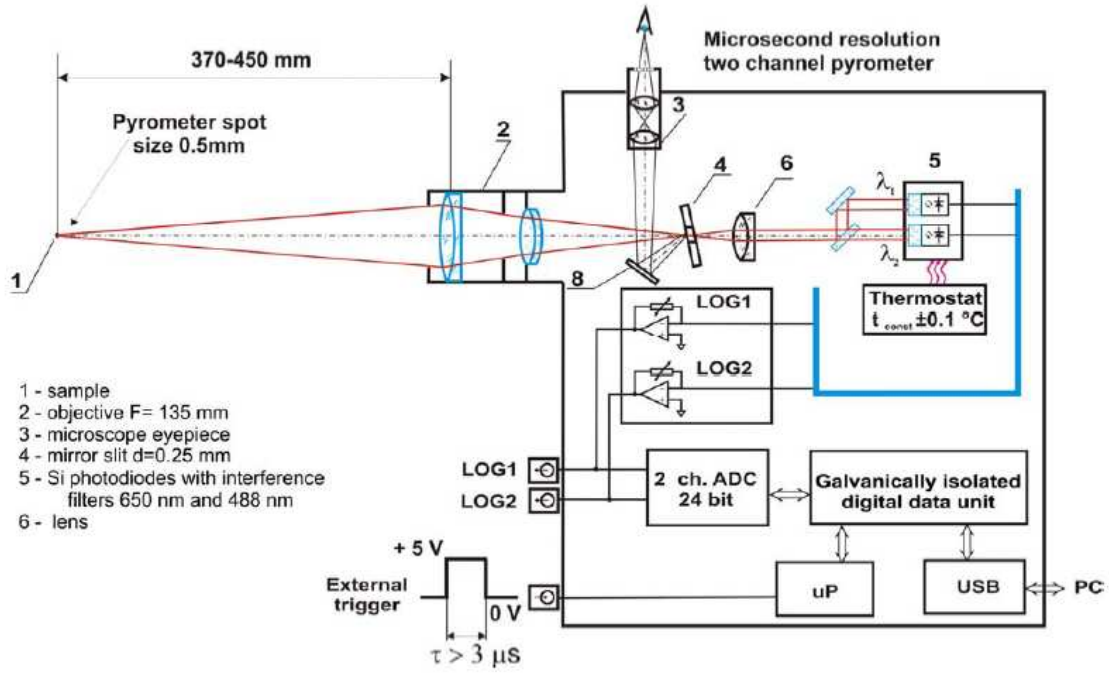 370-450 mm
Microsecond resolution
two channel pyrometer
Pyrometer spot
size 0.5mm
2
3
4
6
5
λ1
λ2
1
8
Thermostat
t const ±0.1 °C
LOG1
LOG2
1 - sample
2 - objective F= 135 mm
3 - microscope eyepiece
4 - mirror slit d=0.25 mm
5 - Si photodiodes with interference
filters 650 nm and 488 nm
6 - lens
LOG1
LOG2
2 ch. ADC
24 bit
Galvanically isolated
digital data unit
+ 5 V
External
trigger
0 V
τ > 3 μs
uP
USB
PC